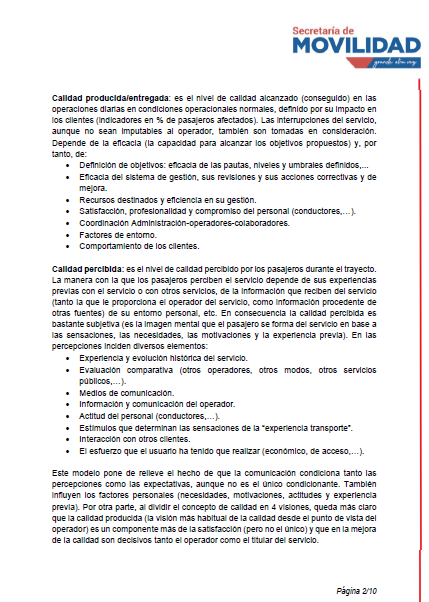 Secretaría de
MOVILIDAD
grande otra vez
Calidad producida/entregada: es el nivel de calidad alcanzado (conseguido) en las
operaciones diarias en condiciones operacionales normales, definido por su impacto en
los clientes (indicadores en % de pasajeros afectados). Las interrupciones del servicio,
aunque no sean imputables al operador, también son tomadas en consideración.
Depende de la eficacia (la capacidad para alcanzar los objetivos propuestos) y, por
tanto, de:
• Definición de objetivos: eficacia de las pautas, niveles y umbrales definidos,...
• Eficacia del sistema de gestión, sus revisiones y sus acciones correctivas y de
mejora.
• Recursos destinados y eficiencia en su gestión.
• Satisfacción, profesionalidad y compromiso del personal (conductores,…).
• Coordinación Administración-operadores-colaboradores.
• Factores de entorno.
• Comportamiento de los clientes.
Calidad percibida: es el nivel de calidad percibido por los pasajeros durante el trayecto.
La manera con la que los pasajeros perciben el servicio depende de sus experiencias
previas con el servicio o con otros servicios, de la información que reciben del servicio
(tanto la que le proporciona el operador del servicio, como información procedente de
otras fuentes) de su entorno personal, etc. En consecuencia la calidad percibida es
bastante subjetiva (es la imagen mental que el pasajero se forma del servicio en base a
las sensaciones, las necesidades, las motivaciones y la experiencia previa). En las
percepciones inciden diversos elementos:
• Experiencia y evolución histórica del servicio.
• Evaluación comparativa (otros operadores, otros modos, otros servicios
públicos,…).
• Medios de comunicación.
• Información y comunicación del operador.
• Actitud del personal (conductores,…).
• Estímulos que determinan las sensaciones de la “experiencia transporte”.
• Interacción con otros clientes.
• El esfuerzo que el usuario ha tenido que realizar (económico, de acceso,…).
Este modelo pone de relieve el hecho de que la comunicación condiciona tanto las
percepciones como las expectativas, aunque no es el único condicionante. También
influyen los factores personales (necesidades, motivaciones, actitudes y experiencia
previa). Por otra parte, al dividir el concepto de calidad en 4 visiones, queda más claro
que la calidad producida (la visión más habitual de la calidad desde el punto de vista del
operador) es un componente más de la satisfacción (pero no el único) y que en la mejora
de la calidad son decisivos tanto el operador como el titular del servicio.
Página 2/10